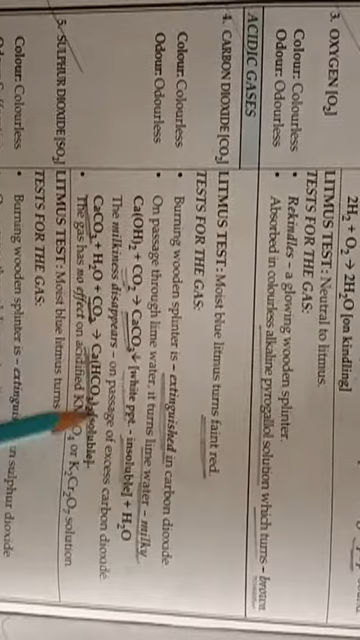 2H₂ + O₂ → 2H₂O [on kindling]
3. OXYGEN [O₂]
Colour: Colourless
Odour: Odourless
LITMUS TEST : Neutral to litmus.
TESTS FOR THE GAS:
• Rekindles - a glowing wooden splinter.
• Absorbed in colourless alkaline pyrogallol solution which turns - brown
ACIDIC GASES
4. CARBON DIOXIDE [CO₂]
Colour: Colourless
Odour: Odourless
LITMUS TEST : Moist blue litmus turns faint red.
TESTS FOR THE GAS:
• Burning wooden splinter is - extinguished in carbon dioxide
• On passage through lime water, it turns lime water - milky
Ca(OH)₂ + CO₂ → CaCO₃↓ [white ppt. - insoluble] + H₂O
The milkiness disappears - on passage of excess carbon dioxide
CaCO₃ + H₂O + CO₂ → Ca(HCO₃)₂ [soluble].
• The gas has no effect on acidified KMnO₄ or K₂Cr₂O₇ solution
5. SULPHUR DIOXIDE [SO₂]
Colour: Colourless
LITMUS TEST : Moist blue litmus turns
TESTS FOR THE GAS:
• Burning wooden splinter is - in sulphur dioxide